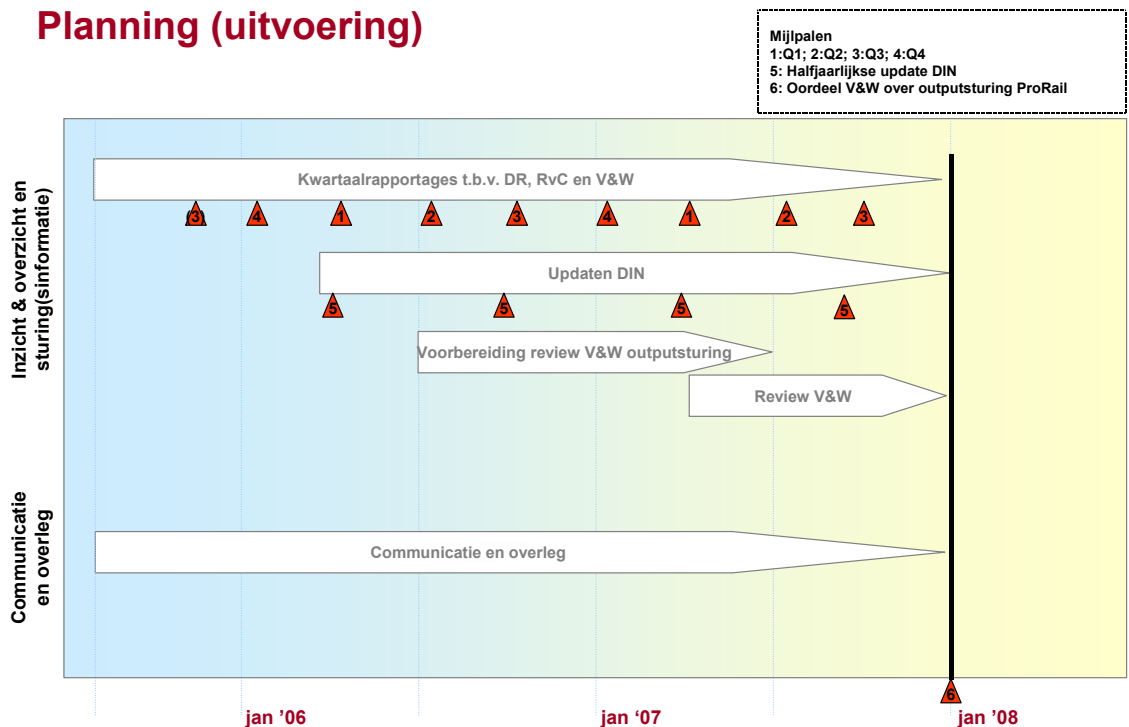 Planning (uitvoering)
Mijlpalen
1:Q1; 2:Q2; 3:Q3; 4:Q4
5: Halfjaarlijkse update DIN
6: Oordeel V&W over outputsturing ProRail
Inzicht & overzicht en
sturing(sinformatie)
Kwartaalrapportages t.b.v. DR, RvC en V&W
(3) 4 1 2 3 4 1 2 3
Updaten DIN
5 5 5 5
Voorbereiding review V&W outputsturing
Review V&W
Communicatie
en overleg
Communicatie en overleg
6
jan ’06 jan ‘07 jan ’08